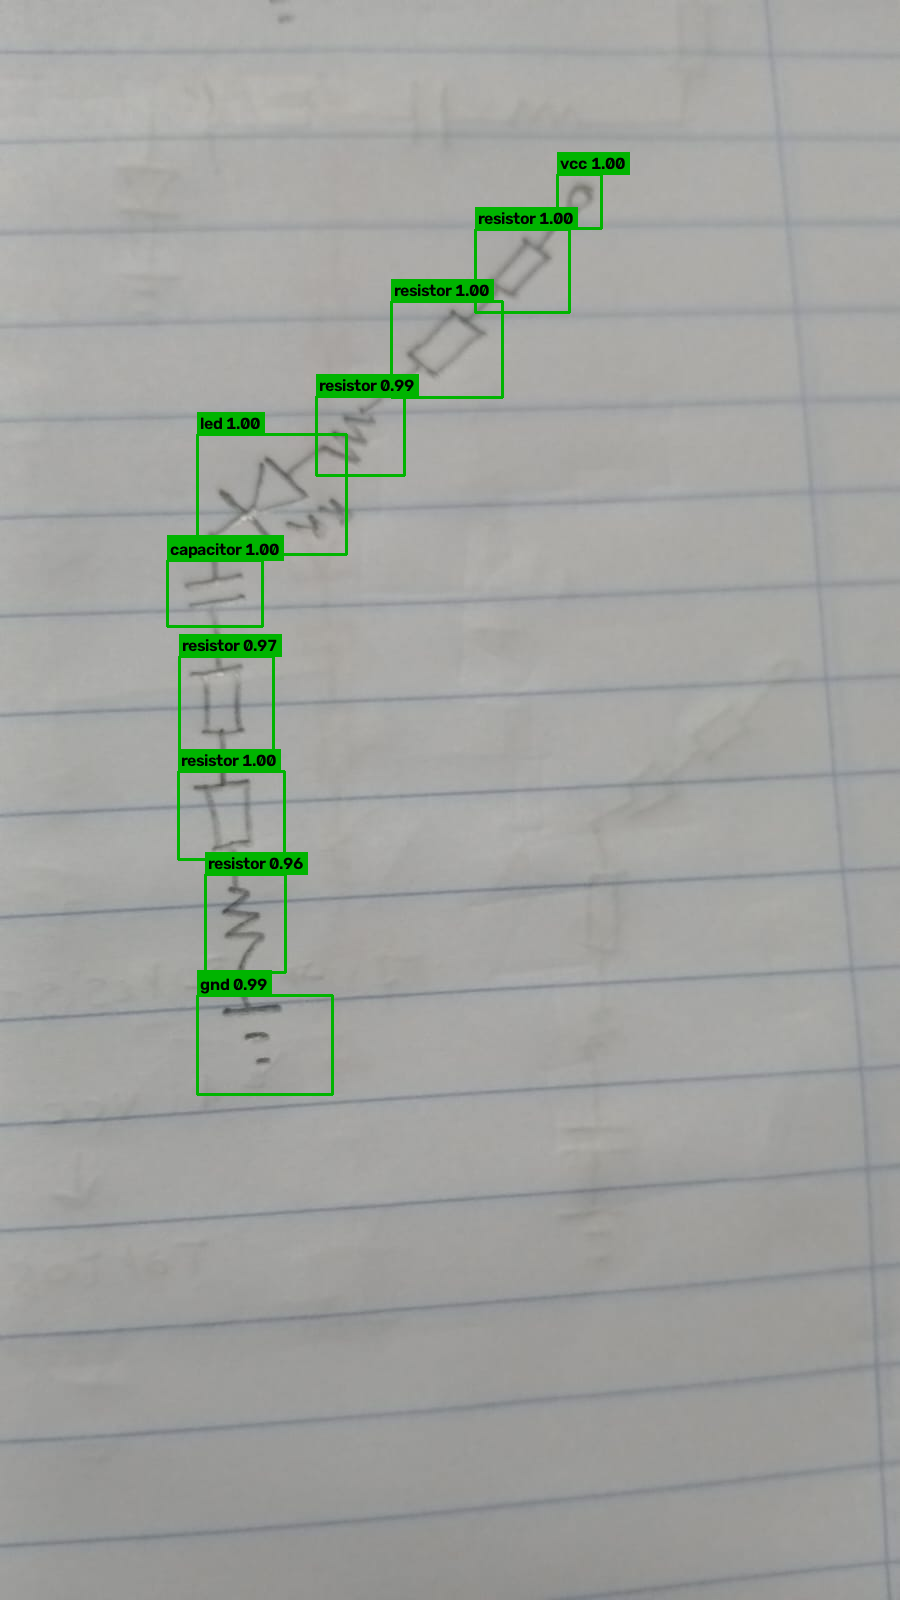 vcc 1.00
resistor 1.00
resistor 1.00
resistor 0.99
led 1.00
capacitor 1.00
resistor 0.97
resistor 1.00
resistor 0.96
gnd 0.99